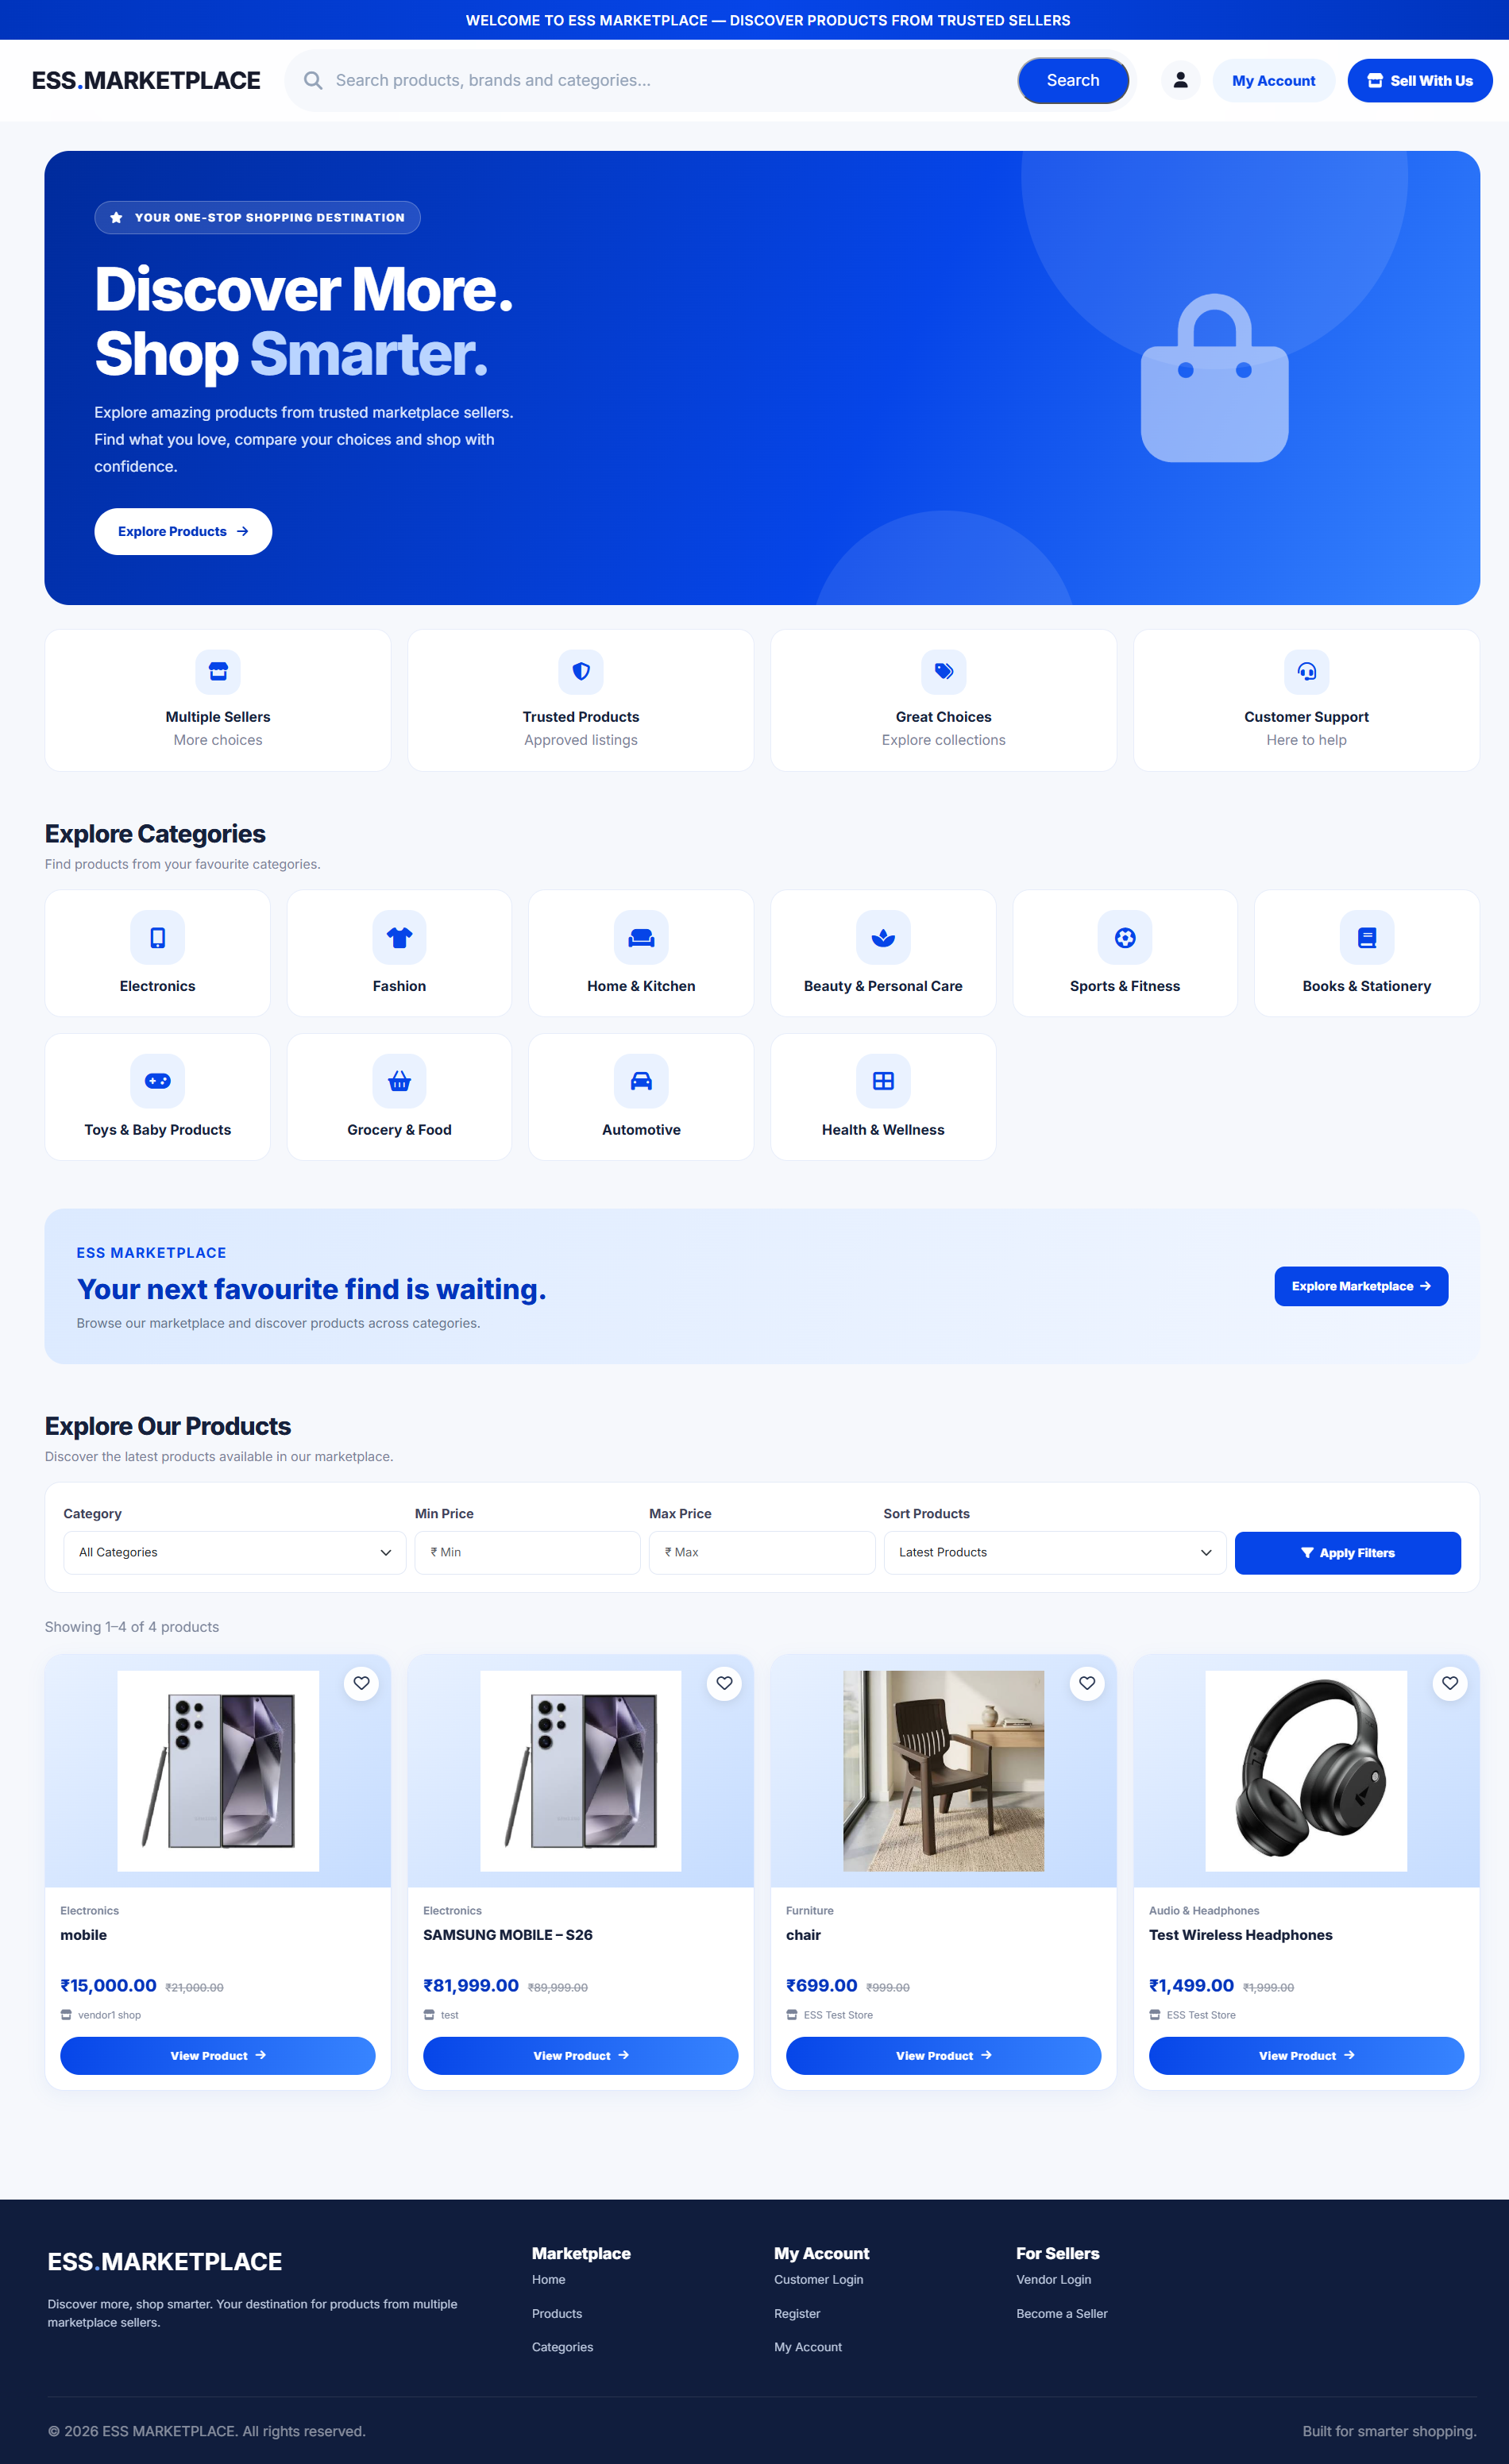 WELCOME TO ESS MARKETPLACE — DISCOVER PRODUCTS FROM TRUSTED SELLERS
ESS.MARKETPLACE
Search products, brands and categories...
Search
My Account
Sell With Us
YOUR ONE-STOP SHOPPING DESTINATION
Discover More.
Shop Smarter.
Explore amazing products from trusted marketplace sellers.
Find what you love, compare your choices and shop with
confidence.
Explore Products
Multiple Sellers
More choices
Trusted Products
Approved listings
Great Choices
Explore collections
Customer Support
Here to help
Explore Categories
Find products from your favourite categories.
Electronics
Fashion
Home & Kitchen
Beauty & Personal Care
Sports & Fitness
Books & Stationery
Toys & Baby Products
Grocery & Food
Automotive
Health & Wellness
ESS MARKETPLACE
Your next favourite find is waiting.
Browse our marketplace and discover products across categories.
Explore Marketplace
Explore Our Products
Discover the latest products available in our marketplace.
Category
All Categories
Min Price
₹ Min
Max Price
₹ Max
Sort Products
Latest Products
Apply Filters
Showing 1–4 of 4 products
Electronics
mobile
₹15,000.00 ₹21,000.00
vendor1 shop
View Product
Electronics
SAMSUNG MOBILE – S26
₹81,999.00 ₹89,999.00
test
View Product
Furniture
chair
₹699.00 ₹999.00
ESS Test Store
View Product
Audio & Headphones
Test Wireless Headphones
₹1,499.00 ₹1,999.00
ESS Test Store
View Product
ESS.MARKETPLACE
Discover more, shop smarter. Your destination for products from multiple
marketplace sellers.
Marketplace
Home
Products
Categories
My Account
Customer Login
Register
My Account
For Sellers
Vendor Login
Become a Seller
© 2026 ESS MARKETPLACE. All rights reserved.
Built for smarter shopping.